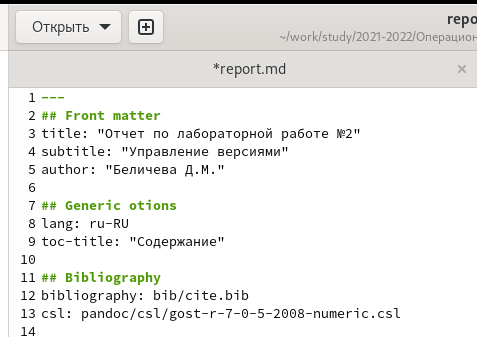 Открыть
repo
~/work/study/2021-2022/Операцион
*report.md
1 ---
2 ## Front matter
3 title: "Отчет по лабораторной работе №2"
4 subtitle: "Управление версиями"
5 author: "Беличева Д.М."
6
7 ## Generic otions
8 lang: ru-RU
9 toc-title: "Содержание"
10
11 ## Bibliography
12 bibliography: bib/cite.bib
13 csl: pandoc/csl/gost-r-7-0-5-2008-numeric.csl
14